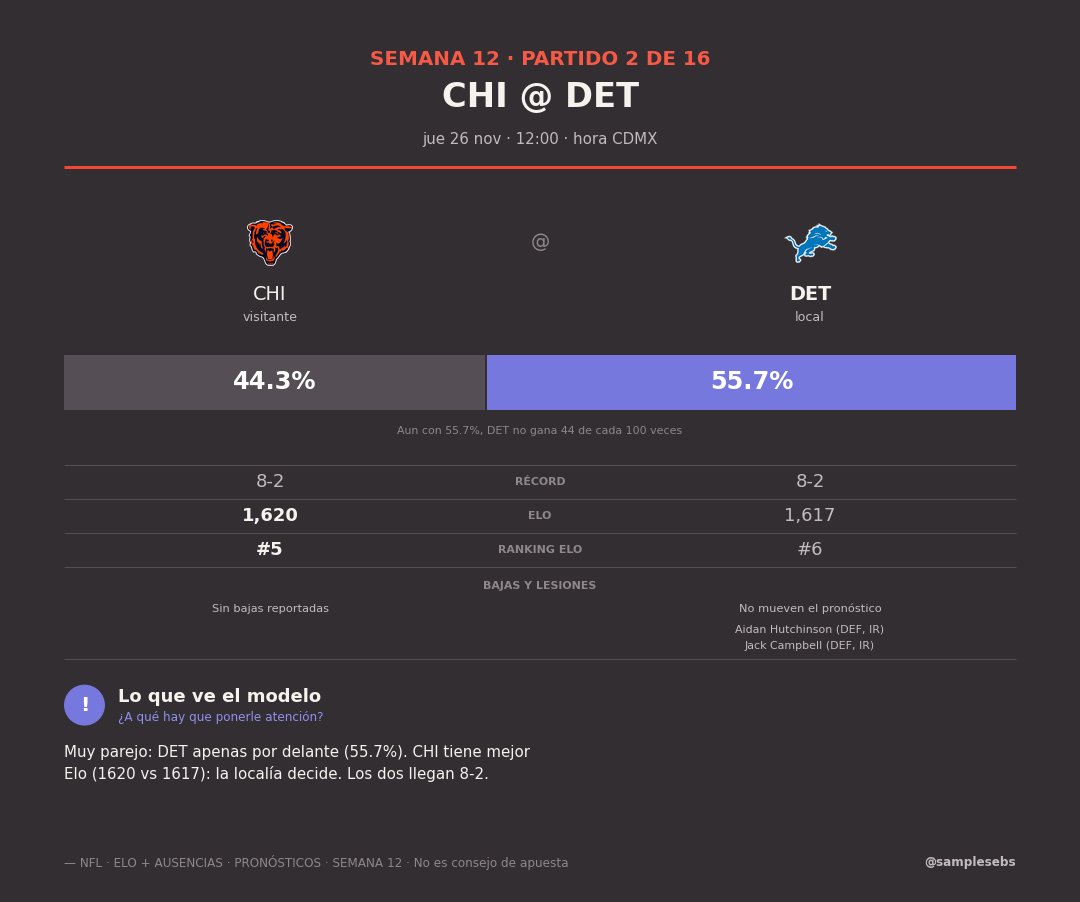 SEMANA 12 · PARTIDO 2 DE 16
CHI @ DET
jue 26 nov · 12:00 · hora CDMX
@
CHI
DET
visitante
local
44.3%
55.7%
Aun con 55.7%, DET no gana 44 de cada 100 veces
8-2 RÉCORD 8-2
1,620 ELO 1,617
#5 RANKING ELO #6
BAJAS Y LESIONES
Sin bajas reportadas
No mueven el pronóstico
Aidan Hutchinson (DEF, IR)
Jack Campbell (DEF, IR)
! Lo que ve el modelo
¿A qué hay que ponerle atención?
Muy parejo: DET apenas por delante (55.7%). CHI tiene mejor
Elo (1620 vs 1617): la localía decide. Los dos llegan 8-2.
— NFL · ELO + AUSENCIAS · PRONÓSTICOS · SEMANA 12 · No es consejo de apuesta
@samplesebs